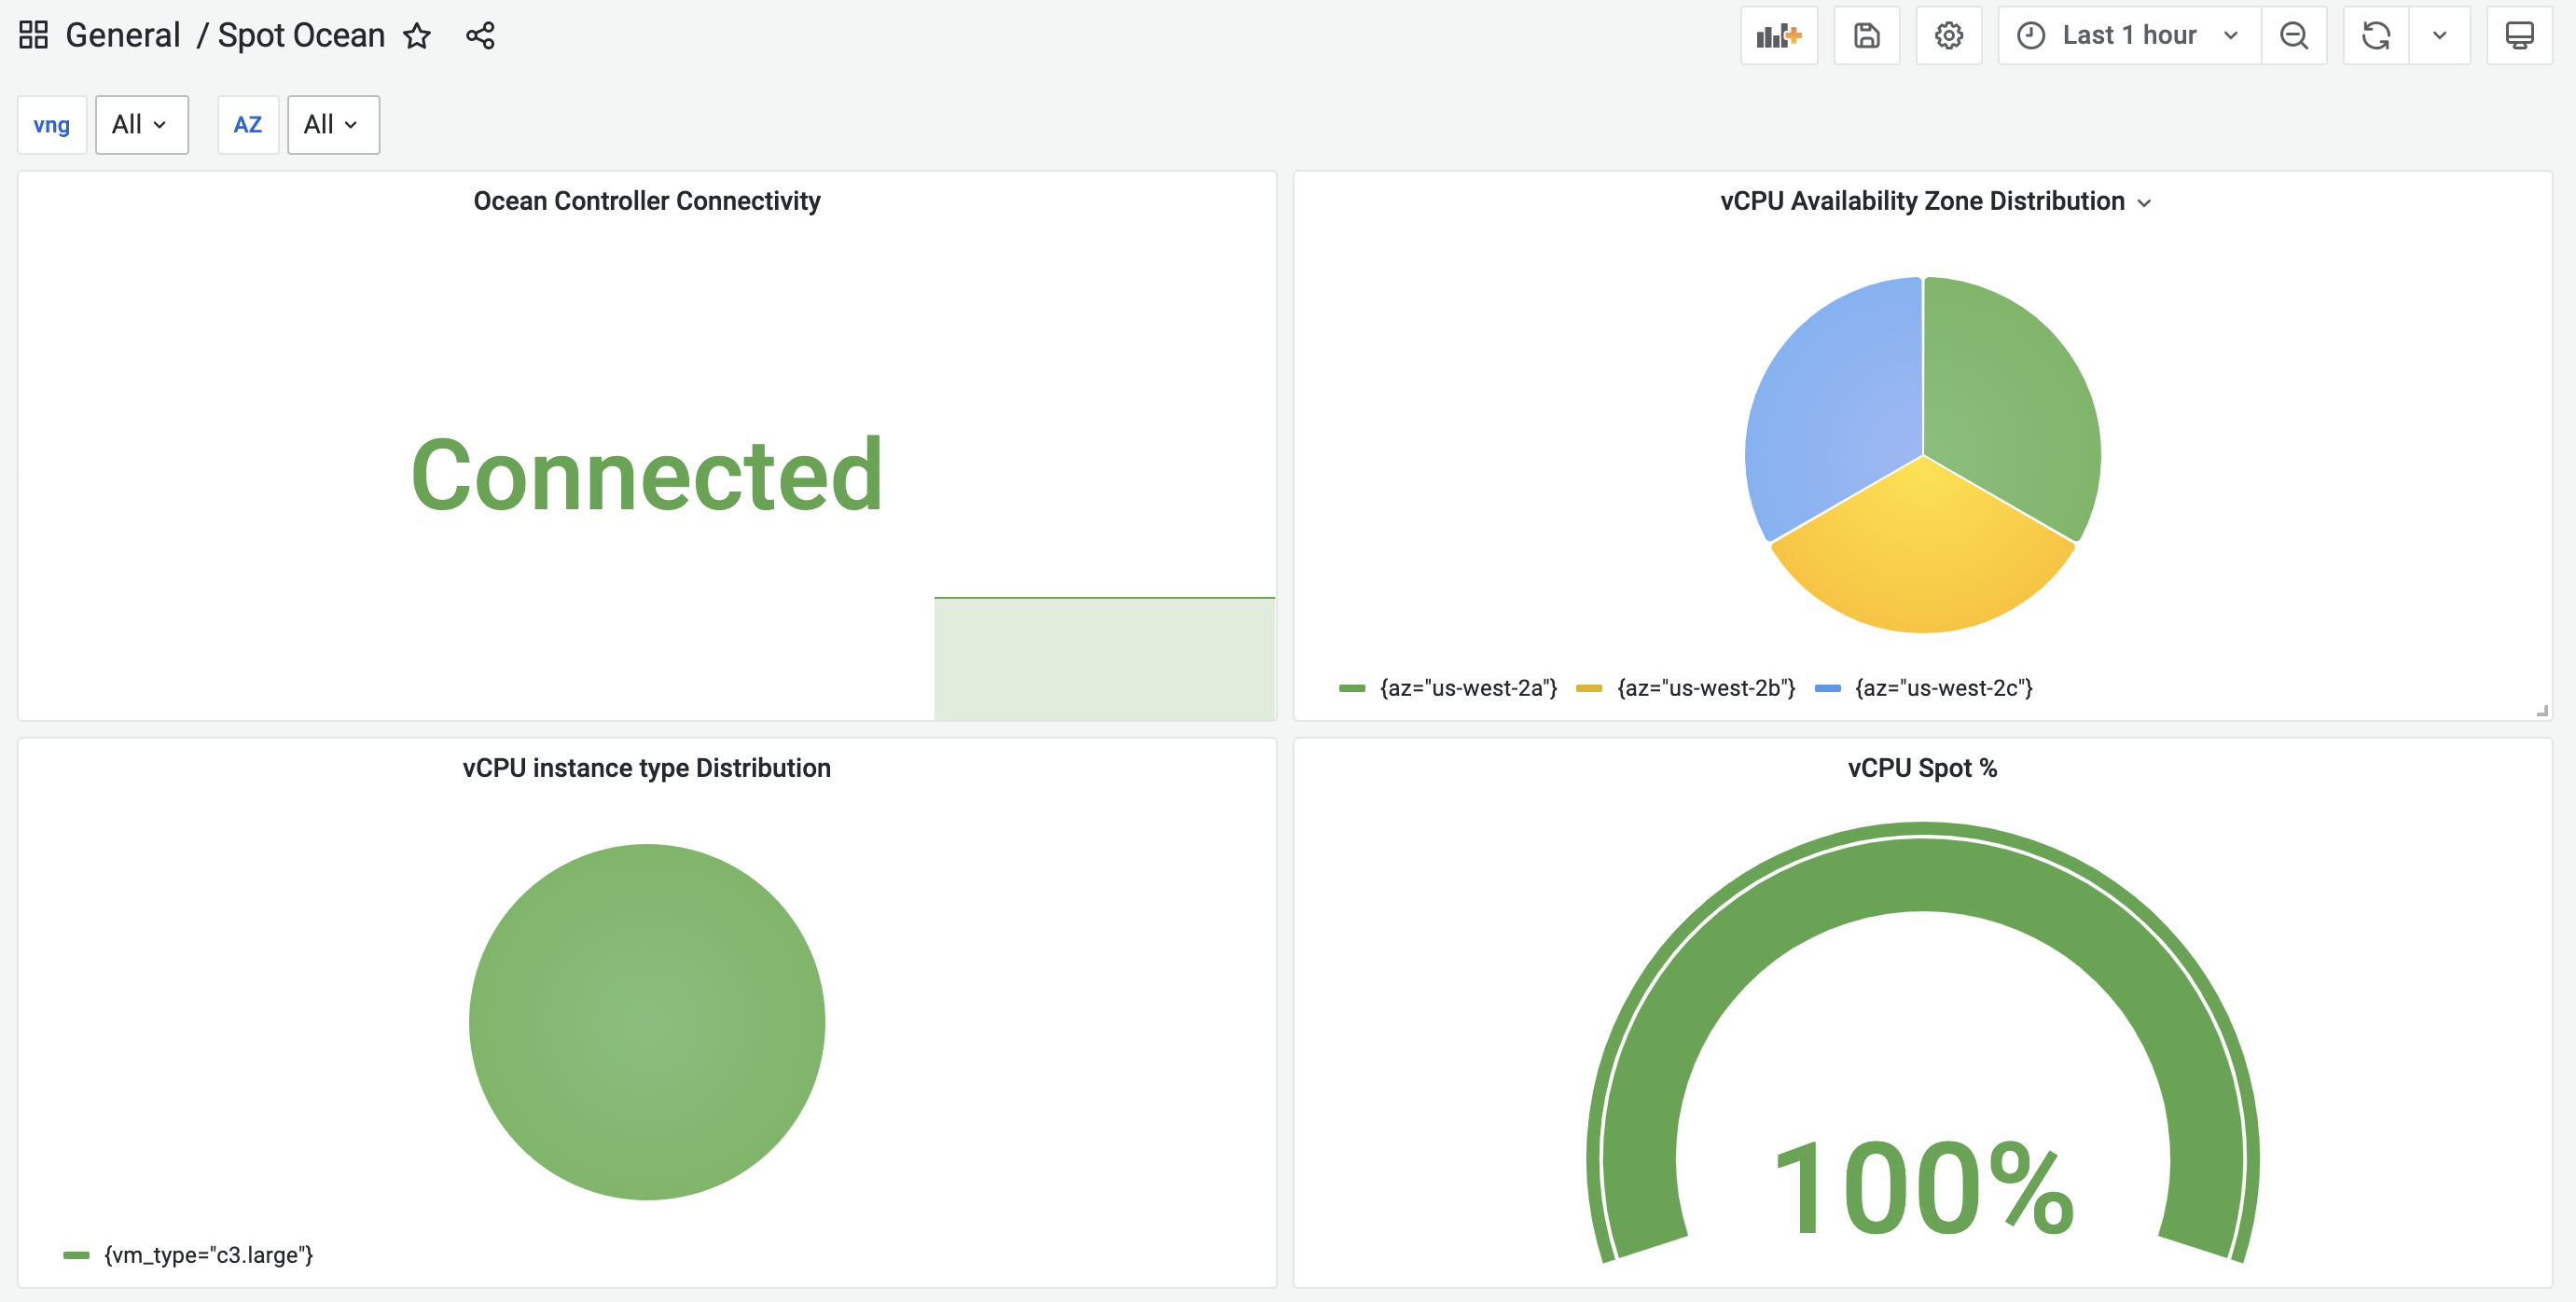 General / Spot Ocean
Last 1 hour
vng All AZ All
Ocean Controller Connectivity
Connected
vCPU Availability Zone Distribution
{az="us-west-2a"} {az="us-west-2b"} {az="us-west-2c"}
vCPU instance type Distribution
{vm_type="c3.large"}
vCPU Spot %
100%